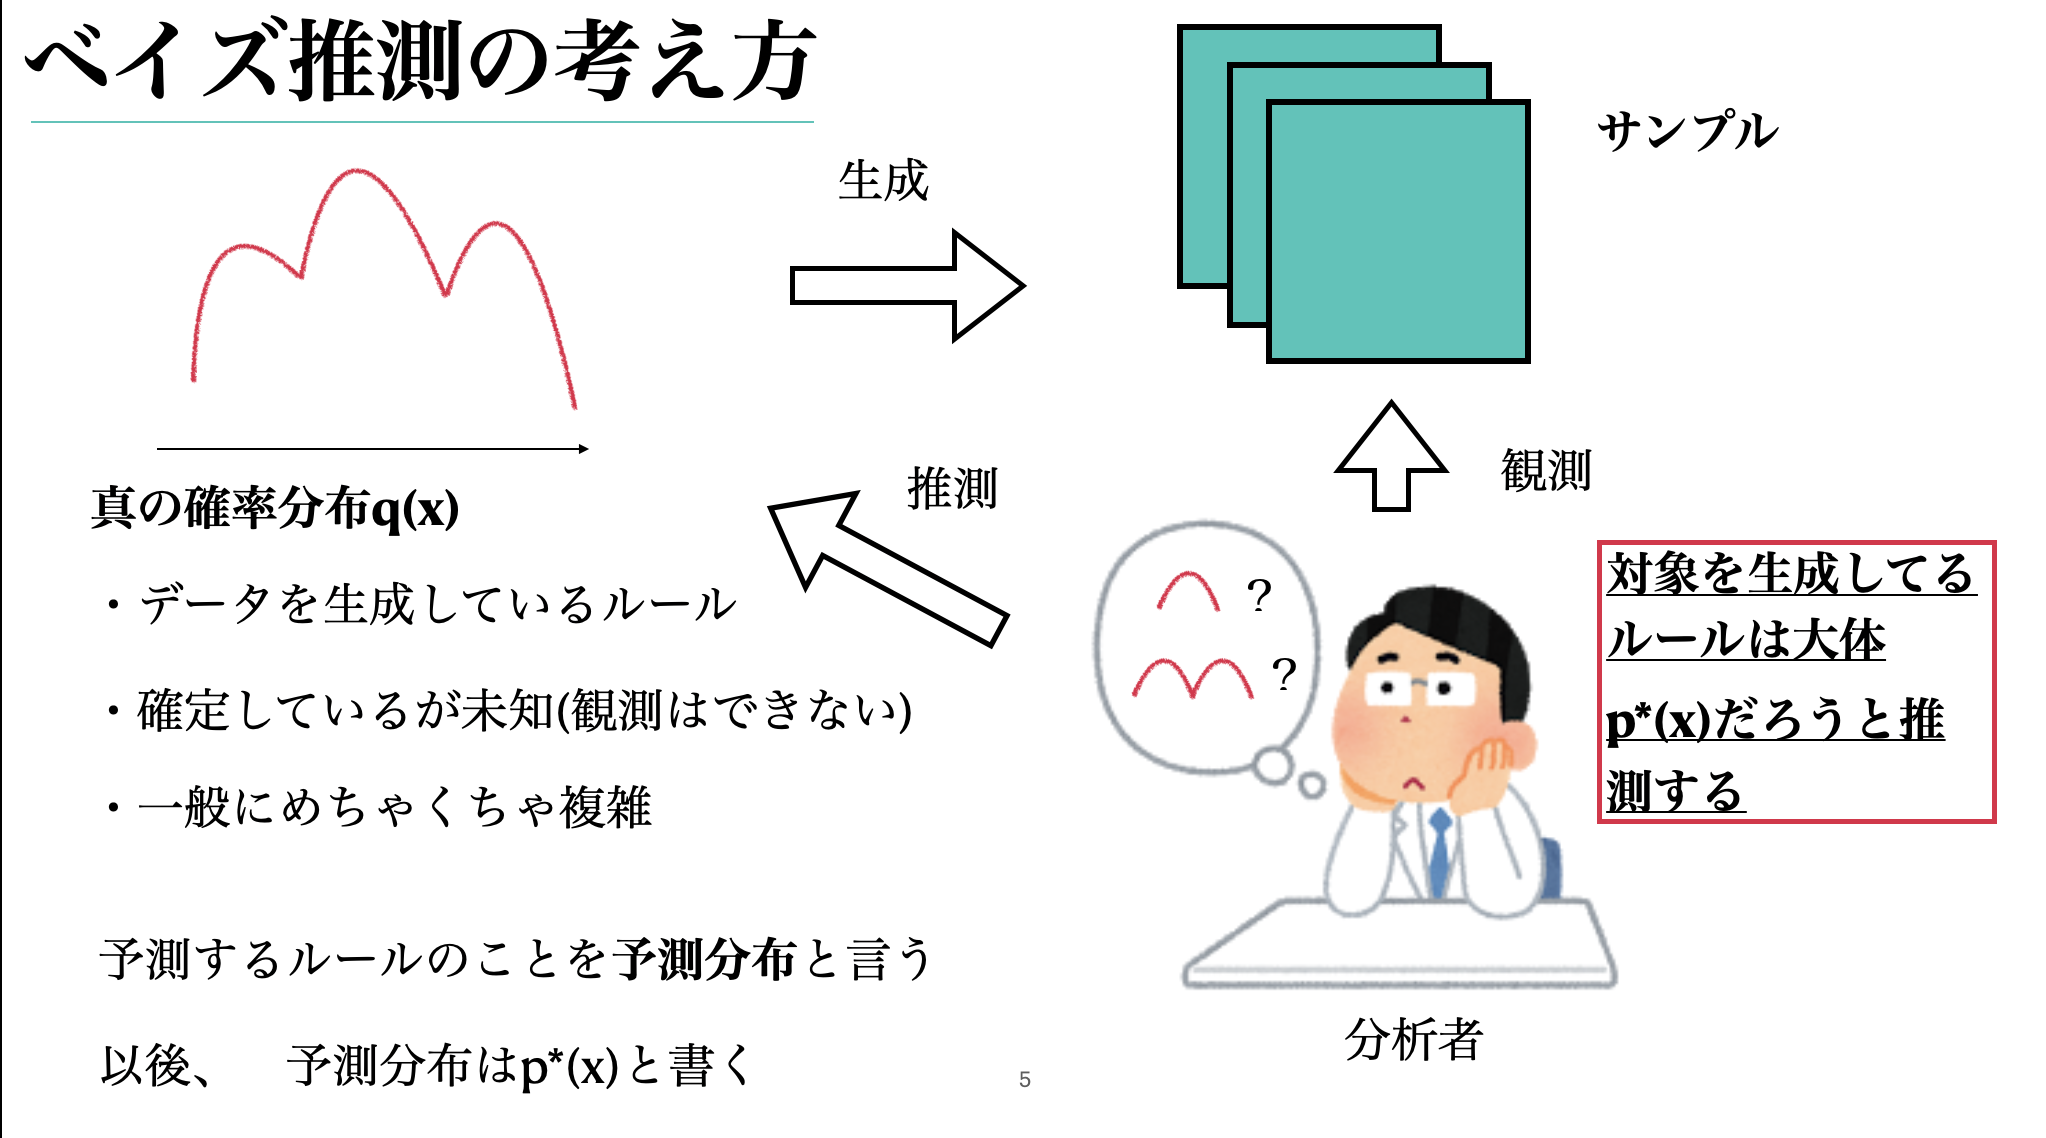 ベイズ推測の考え方
生成
サンプル
推測
観測
真の確率分布q(x)
・データを生成しているルール
・確定しているが未知(観測はできない)
・一般にめちゃくちゃ複雑
?
?
対象を生成してる
ルールは大体
p*(x)だろうと推
測する
予測するルールのことを予測分布と言う
以後、　予測分布はp*(x)と書く
分析者
5